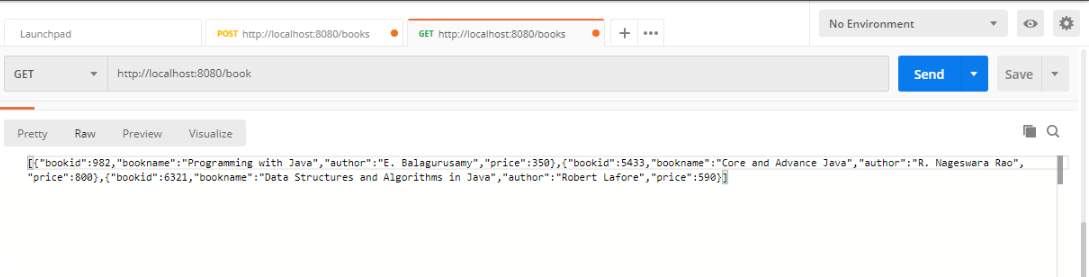 No Environment
Launchpad
POST http://localhost:8080/books
GET http://localhost:8080/books
GET http://localhost:8080/book Send Save
Pretty Raw Preview Visualize
[{"bookid":982,"bookname":"Programming with Java","author":"E. Balagurusamy","price":350},{"bookid":5433,"bookname":"Core and Advance Java","author":"R. Nageswara Rao",
"price":800},{"bookid":6321,"bookname":"Data Structures and Algorithms in Java","author":"Robert Lafore","price":590}]